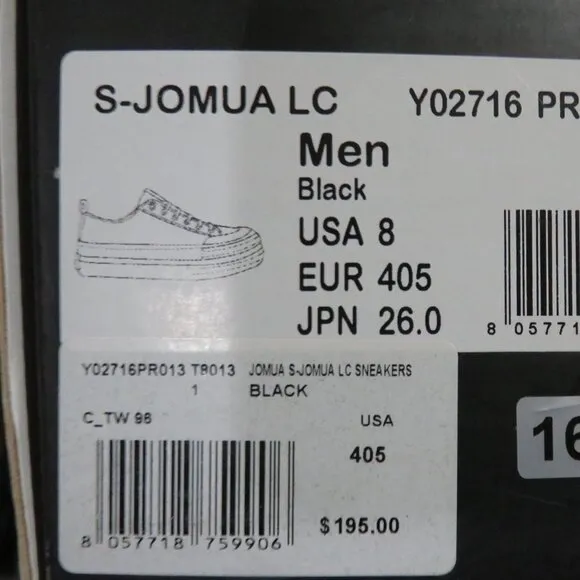 S-JOMUA LC Y02716 PR
Men
Black
USA 8
EUR 405
JPN 26.0
8 05771
Y02716PR013 T8013 JOMUA S-JOMUA LC SNEAKERS
1 BLACK
C_TW 98 USA
405
$195.00
8 057718 759906
16